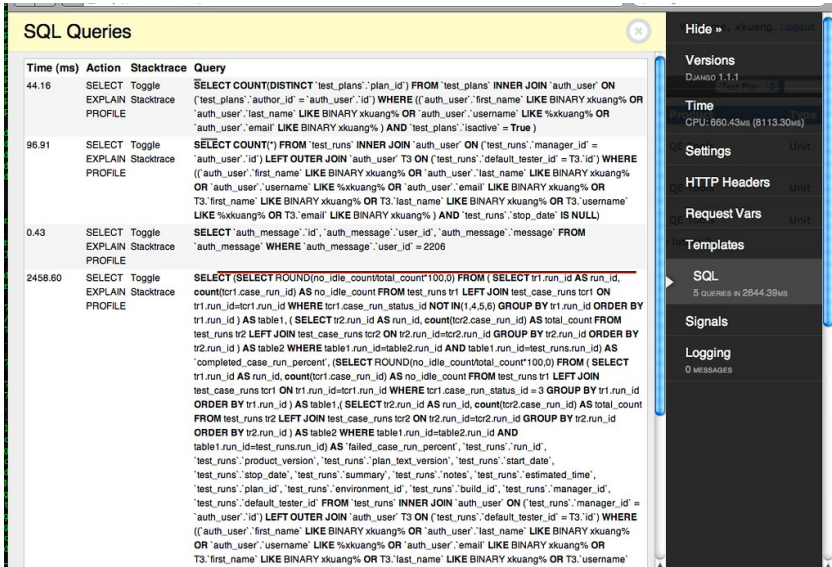 SQL Queries
Time (ms) Action Stacktrace Query
44.16 SELECT Toggle SELECT COUNT(DISTINCT `test_plans`.`plan_id`) FROM `test_plans` INNER JOIN `auth_user` ON
EXPLAIN Stacktrace (`test_plans`.`author_id` = `auth_user`.`id`) WHERE ((`auth_user`.`first_name` LIKE BINARY xkuang% OR
PROFILE `auth_user`.`last_name` LIKE BINARY xkuang% OR `auth_user`.`username` LIKE %xkuang% OR
`auth_user`.`email` LIKE BINARY xkuang% ) AND `test_plans`.`isactive` = True )
96.91 SELECT Toggle SELECT COUNT(*) FROM `test_runs` INNER JOIN `auth_user` ON (`test_runs`.`manager_id` =
EXPLAIN Stacktrace `auth_user`.`id`) LEFT OUTER JOIN `auth_user` T3 ON (`test_runs`.`default_tester_id` = T3.`id`) WHERE
PROFILE ((`auth_user`.`first_name` LIKE BINARY xkuang% OR `auth_user`.`last_name` LIKE BINARY xkuang%
OR `auth_user`.`username` LIKE %xkuang% OR `auth_user`.`email` LIKE BINARY xkuang% OR
T3.`first_name` LIKE BINARY xkuang% OR T3.`last_name` LIKE BINARY xkuang% OR T3.`username`
LIKE %xkuang% OR T3.`email` LIKE BINARY xkuang% ) AND `test_runs`.`stop_date` IS NULL)
0.43 SELECT Toggle SELECT `auth_message`.`id`, `auth_message`.`user_id`, `auth_message`.`message` FROM
EXPLAIN Stacktrace `auth_message` WHERE `auth_message`.`user_id` = 2206
PROFILE
2458.60 SELECT Toggle SELECT (SELECT ROUND(no_idle_count/total_count*100,0) FROM ( SELECT tr1.run_id AS run_id,
EXPLAIN Stacktrace count(tcr1.case_run_id) AS no_idle_count FROM test_runs tr1 LEFT JOIN test_case_runs tcr1 ON
PROFILE tr1.run_id=tcr1.run_id WHERE tcr1.case_run_status_id NOT IN(1,4,5,6) GROUP BY tr1.run_id ORDER BY
tr1.run_id ) AS table1, ( SELECT tr2.run_id AS run_id, count(tcr2.case_run_id) AS total_count FROM
test_runs tr2 LEFT JOIN test_case_runs tcr2 ON tr2.run_id=tcr2.run_id GROUP BY tr2.run_id ORDER BY
tr2.run_id ) AS table2 WHERE table1.run_id=table2.run_id AND table1.run_id=test_runs.run_id) AS
`completed_case_run_percent`, (SELECT ROUND(no_idle_count/total_count*100,0) FROM ( SELECT
tr1.run_id AS run_id, count(tcr1.case_run_id) AS no_idle_count FROM test_runs tr1 LEFT JOIN
test_case_runs tcr1 ON tr1.run_id=tcr1.run_id WHERE tcr1.case_run_status_id = 3 GROUP BY tr1.run_id
ORDER BY tr1.run_id ) AS table1,( SELECT tr2.run_id AS run_id, count(tcr2.case_run_id) AS total_count
FROM test_runs tr2 LEFT JOIN test_case_runs tcr2 ON tr2.run_id=tcr2.run_id GROUP BY tr2.run_id
ORDER BY tr2.run_id ) AS table2 WHERE table1.run_id=table2.run_id AND
table1.run_id=test_runs.run_id) AS `failed_case_run_percent`, `test_runs`.`run_id`,
`test_runs`.`product_version`, `test_runs`.`plan_text_version`, `test_runs`.`start_date`,
`test_runs`.`stop_date`, `test_runs`.`summary`, `test_runs`.`notes`, `test_runs`.`estimated_time`,
`test_runs`.`plan_id`, `test_runs`.`environment_id`, `test_runs`.`build_id`, `test_runs`.`manager_id`,
`test_runs`.`default_tester_id` FROM `test_runs` INNER JOIN `auth_user` ON (`test_runs`.`manager_id` =
`auth_user`.`id`) LEFT OUTER JOIN `auth_user` T3 ON (`test_runs`.`default_tester_id` = T3.`id`) WHERE
((`auth_user`.`first_name` LIKE BINARY xkuang% OR `auth_user`.`last_name` LIKE BINARY xkuang%
OR `auth_user`.`username` LIKE %xkuang% OR `auth_user`.`email` LIKE BINARY xkuang% OR
T3.`first_name` LIKE BINARY xkuang% OR T3.`last_name` LIKE BINARY xkuang% OR T3.`username`
Hide »
xkuang. Logout
Versions
DJANGO 1.1.1
Test Plan
Time
CPU: 660.43MS (8113.30MS)
Type
Settings
Unit
HTTP Headers
Unit
Request Vars
Unit
Templates
SQL
5 QUERIES IN 2644.39MS
Signals
Logging
0 MESSAGES